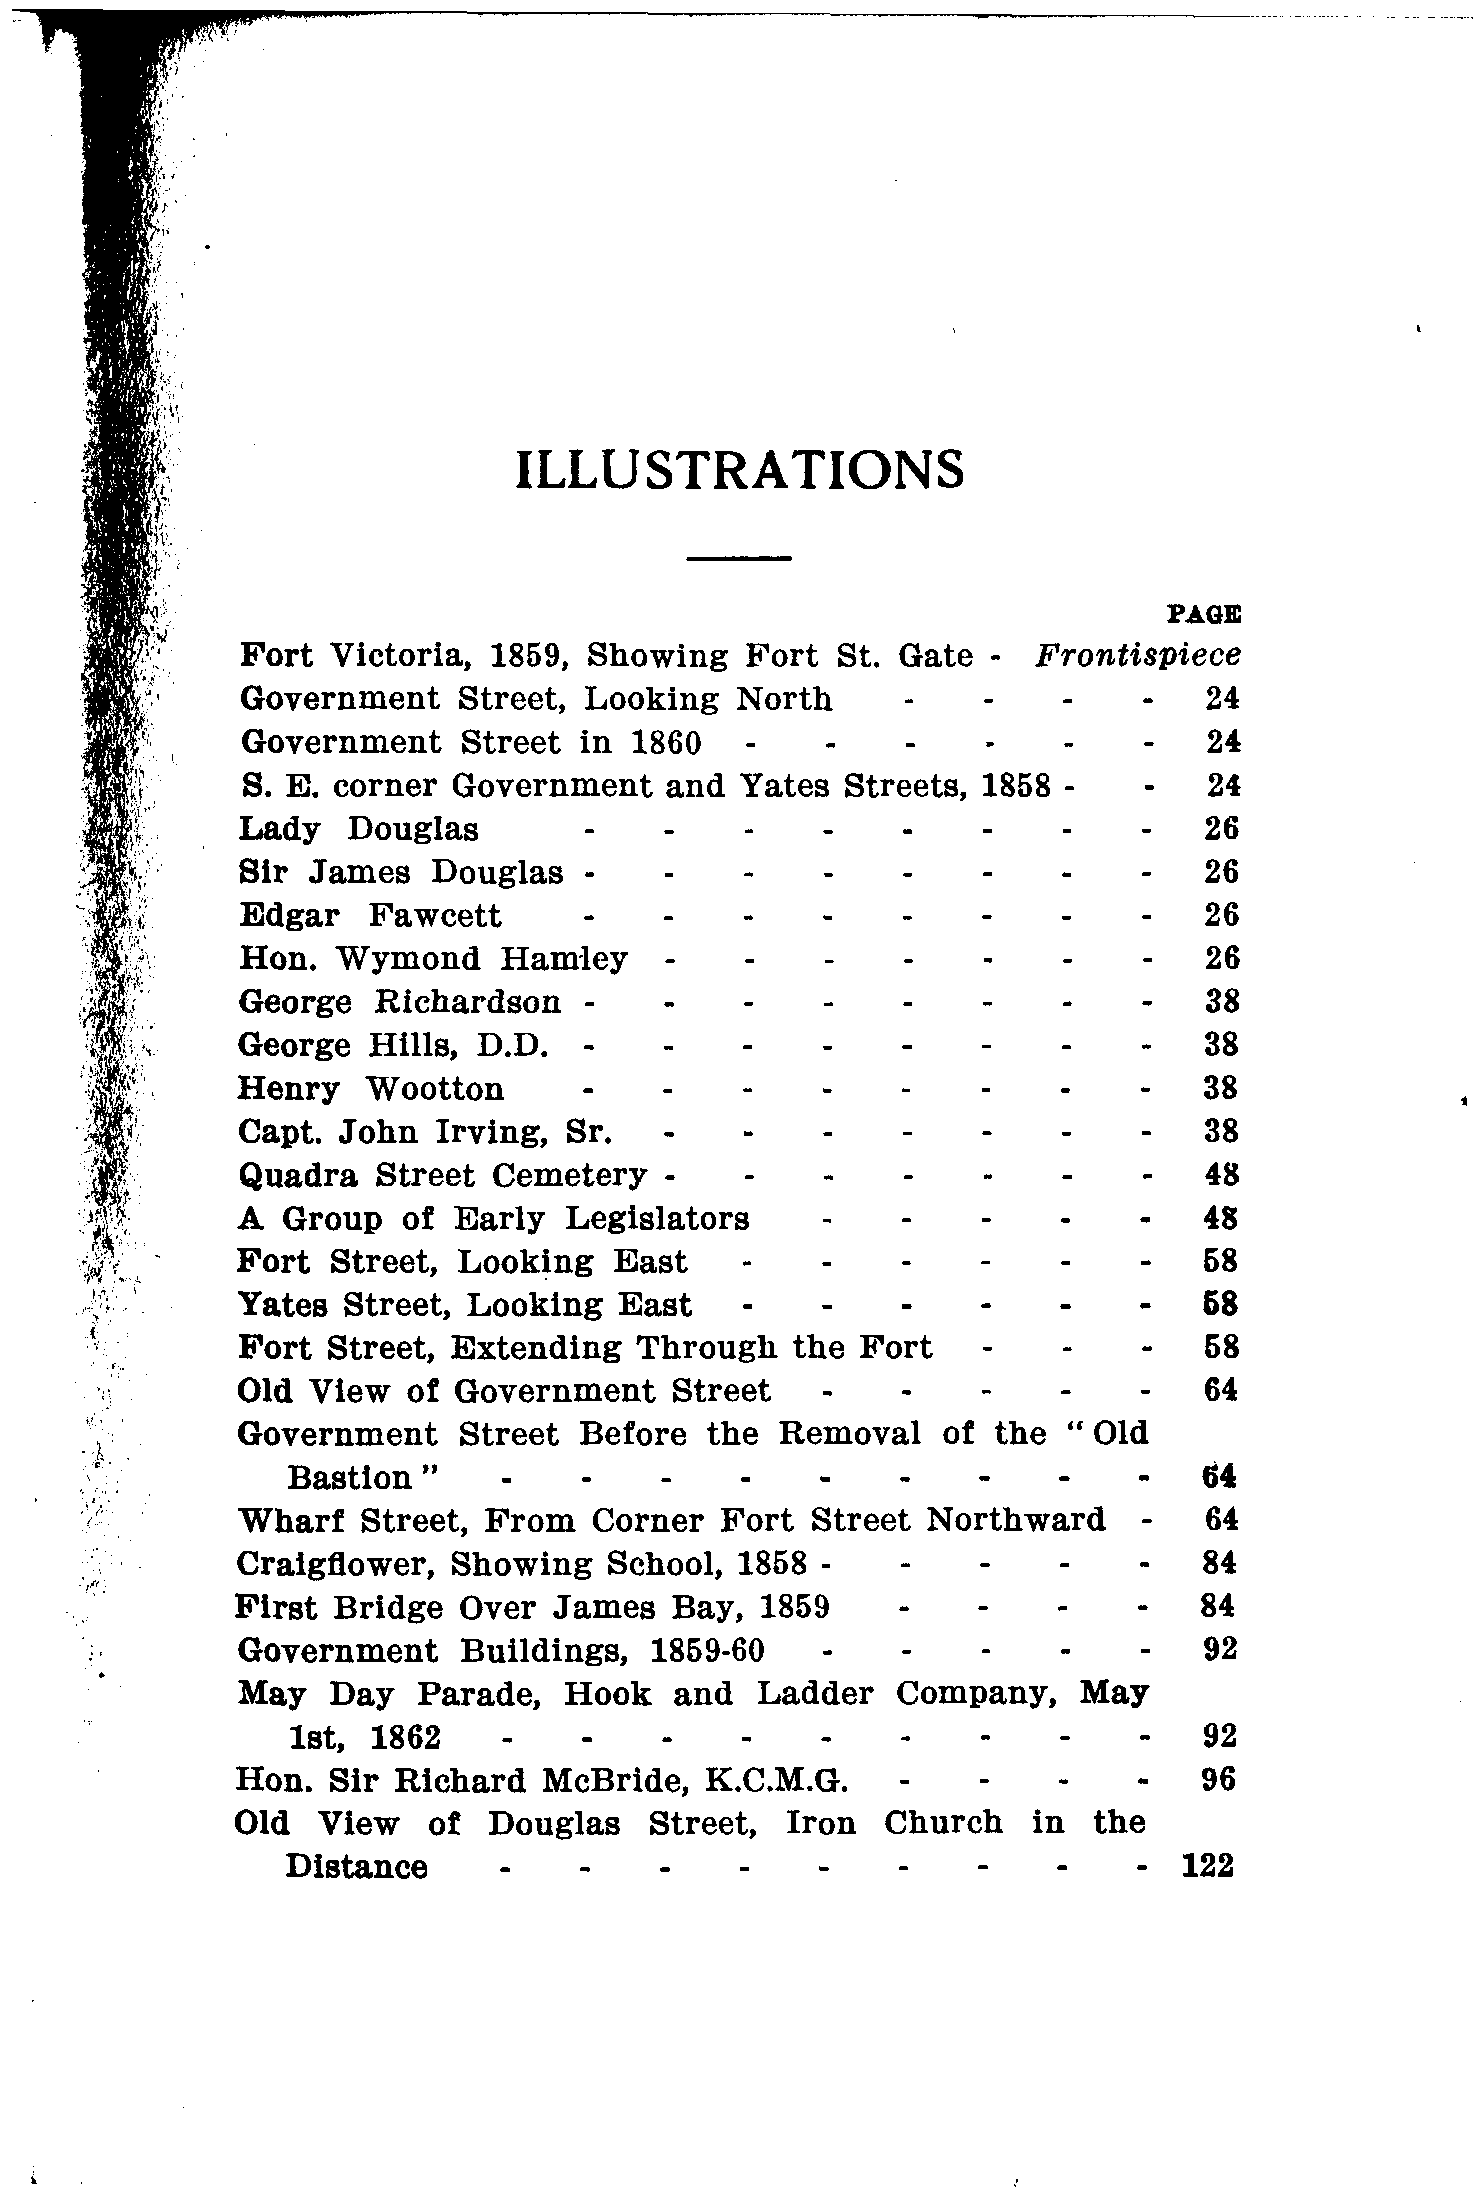 ILLUSTRATIONS
PAGE
Fort Victoria, 1859, Showing Fort St. Gate - Frontispiece
Government Street, Looking North - - - - 24
Government Street in 1860 - - - - - - 24
S. E. corner Government and Yates Streets, 1858 - - 24
Lady Douglas - - - - - - - - 26
Sir James Douglas - - - - - - - - 26
Edgar Fawcett - - - - - - - - 26
Hon. Wymond Hamley - - - - - - - 26
George Richardson - - - - - - - - 38
George Hills, D.D. - - - - - - - - 38
Henry Wootton - - - - - - - - 38
Capt. John Irving, Sr. - - - - - - - 38
Quadra Street Cemetery - - - - - - - 48
A Group of Early Legislators - - - - - 48
Fort Street, Looking East - - - - - - 58
Yates Street, Looking East - - - - - - 58
Fort Street, Extending Through the Fort - - - 58
Old View of Government Street - - - - - 64
Government Street Before the Removal of the "Old
Bastion" - - - - - - - - - 64
Wharf Street, From Corner Fort Street Northward - 64
Craigflower, Showing School, 1858 - - - - - 84
First Bridge Over James Bay, 1859 - - - - 84
Government Buildings, 1859-60 - - - - - 92
May Day Parade, Hook and Ladder Company, May
1st, 1862 - - - - - - - - - 92
Hon. Sir Richard McBride, K.C.M.G. - - - - 96
Old View of Douglas Street, Iron Church in the
Distance - - - - - - - - - 122